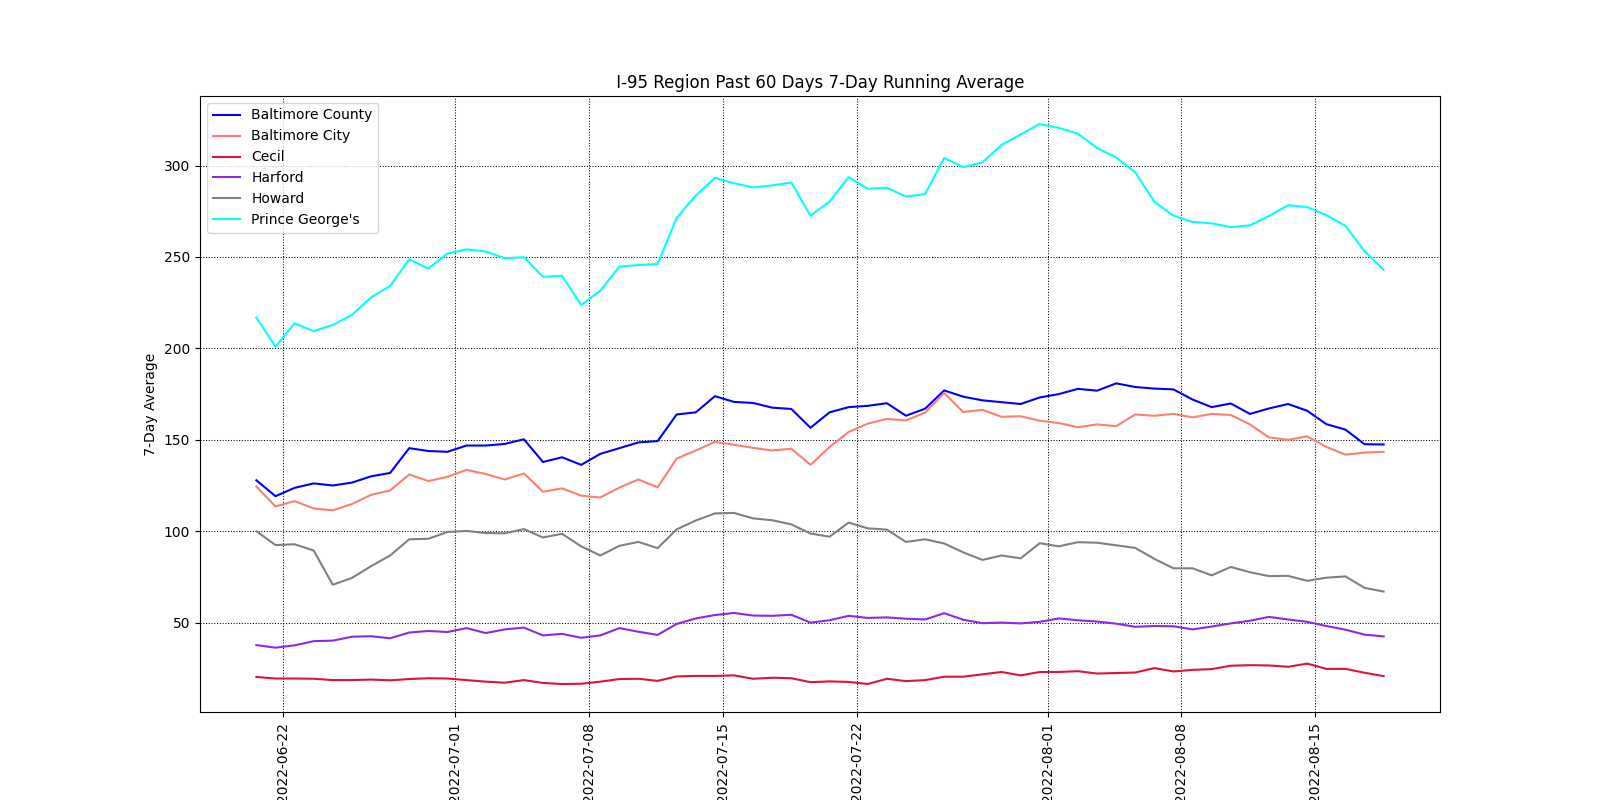 I-95 Region Past 60 Days 7-Day Running Average
Baltimore County
Baltimore City
Cecil
Harford
Howard
Prince George's
300
250
200
150
100
50
7-Day Average
2022-06-22
2022-07-01
2022-07-08
2022-07-15
2022-07-22
2022-08-01
2022-08-08
2022-08-15